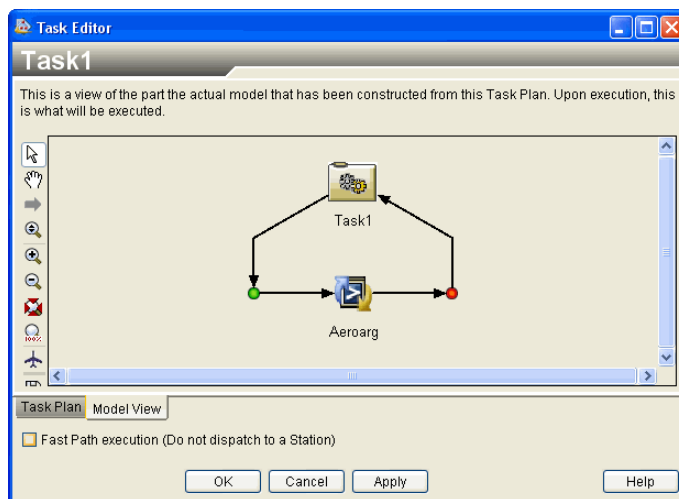 Task Editor
Task1
This is a view of the part the actual model that has been constructed from this Task Plan. Upon execution, this
is what will be executed.
Task1
Aeroarg
100%
Task Plan Model View
Fast Path execution (Do not dispatch to a Station)
OK Cancel Apply Help